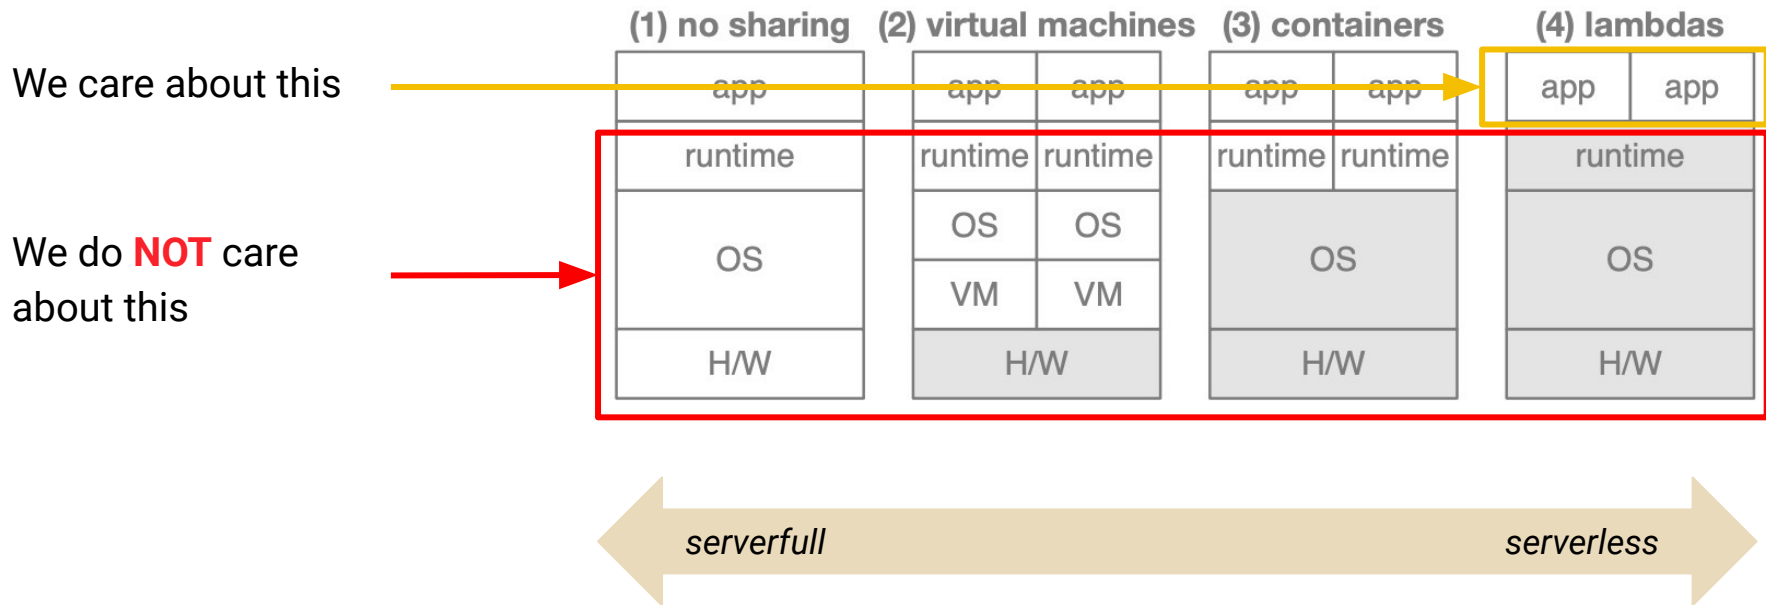 (1) no sharing (2) virtual machines (3) containers (4) lambdas
We care about this
app app app app app app app
runtime runtime runtime runtime runtime runtime
We do NOT care
about this
OS OS OS OS OS
VM VM
H/W H/W H/W H/W
serverfull serverless